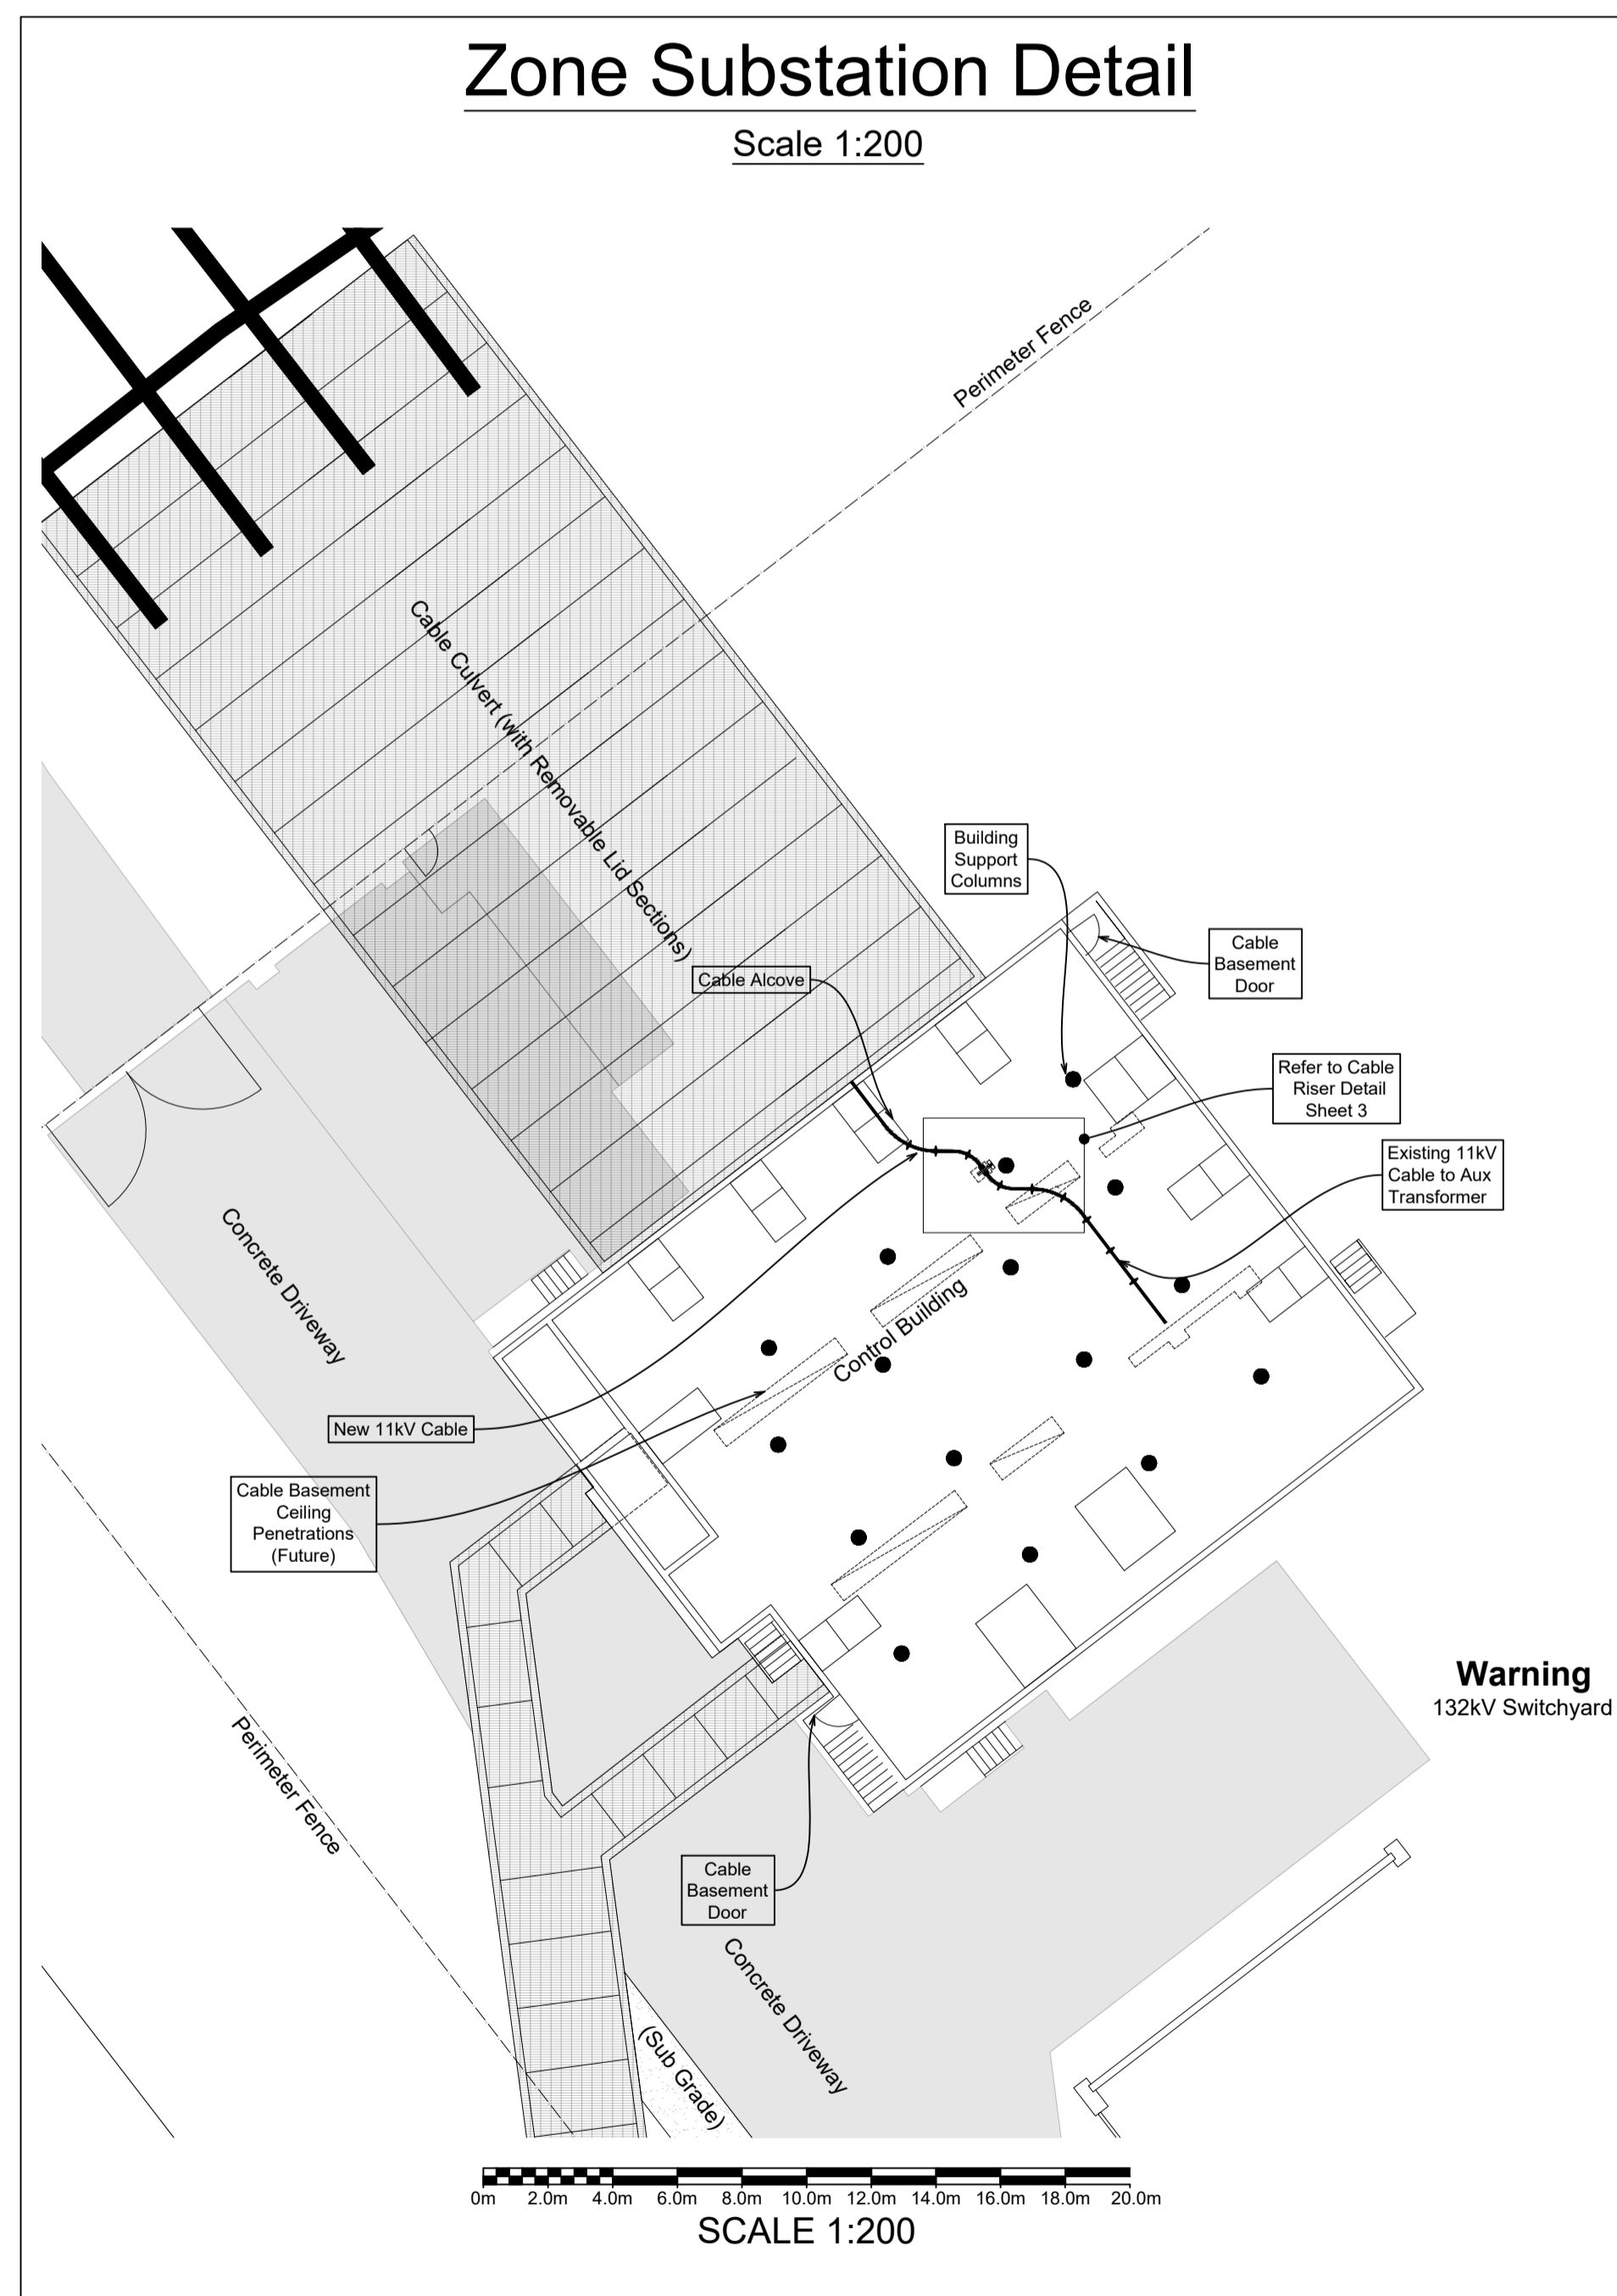 Zone Substation Detail
Scale 1:200
Perimeter Fence
Cable Culvert (with Removable Lid Sections)
Building
Support
Columns
Cable
Basement
Door
Cable Alcove
Refer to Cable
Riser Detail
Sheet 3
Existing 11kV
Cable to Aux
Transformer
Concrete Driveway
Control Building
New 11kV Cable
Cable Basement
Ceiling
Penetrations
(Future)
Warning
132kV Switchyard
Perimeter Fence
Cable
Basement
Door
Concrete Driveway
(Sub Grade)
0m 2.0m 4.0m 6.0m 8.0m 10.0m 12.0m 14.0m 16.0m 18.0m 20.0m
SCALE 1:200